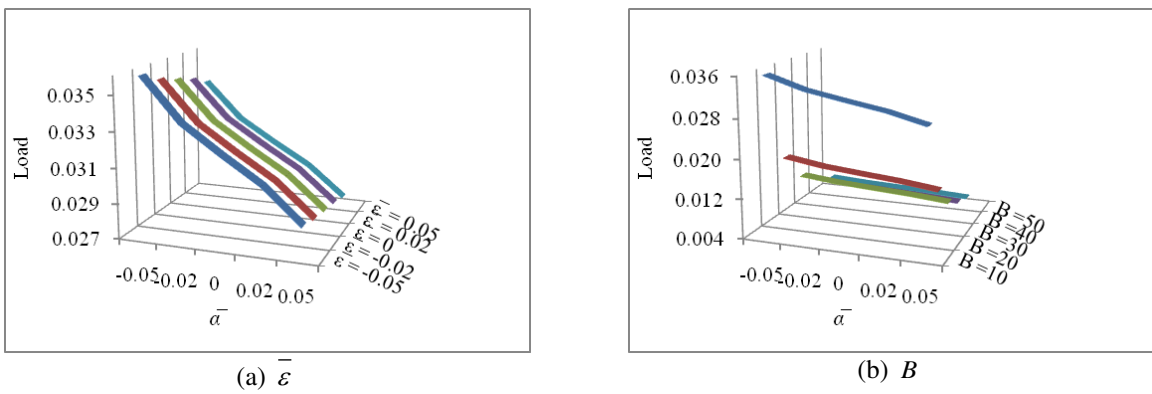 Load
0.035
0.033
0.031
0.029
0.027
-0.05
-0.02
0
0.02
0.05
α̅
ε̅ = 0.05
ε = 0.02
ε = 0
ε = -0.02
ε = -0.05
(a) ε̅
Load
0.036
0.028
0.020
0.012
0.004
-0.05
-0.02
0
0.02
0.05
α̅
B =50
B =40
B =30
B =20
B =10
(b) B